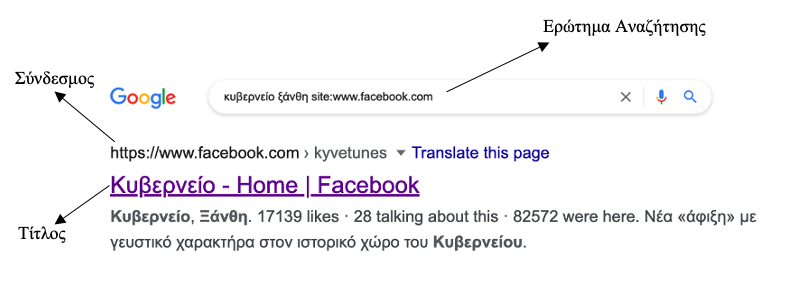 Ερώτημα Αναζήτησης
Σύνδεσμος
Google
κυβερνείο ξάνθη site:www.facebook.com
https://www.facebook.com › kyvetunes ▼ Translate this page
Κυβερνείο - Home | Facebook
Τίτλος
Κυβερνείο, Ξάνθη. 17139 likes · 28 talking about this · 82572 were here. Νέα «άφιξη» με
γευστικό χαρακτήρα στον ιστορικό χώρο του Κυβερνείου.